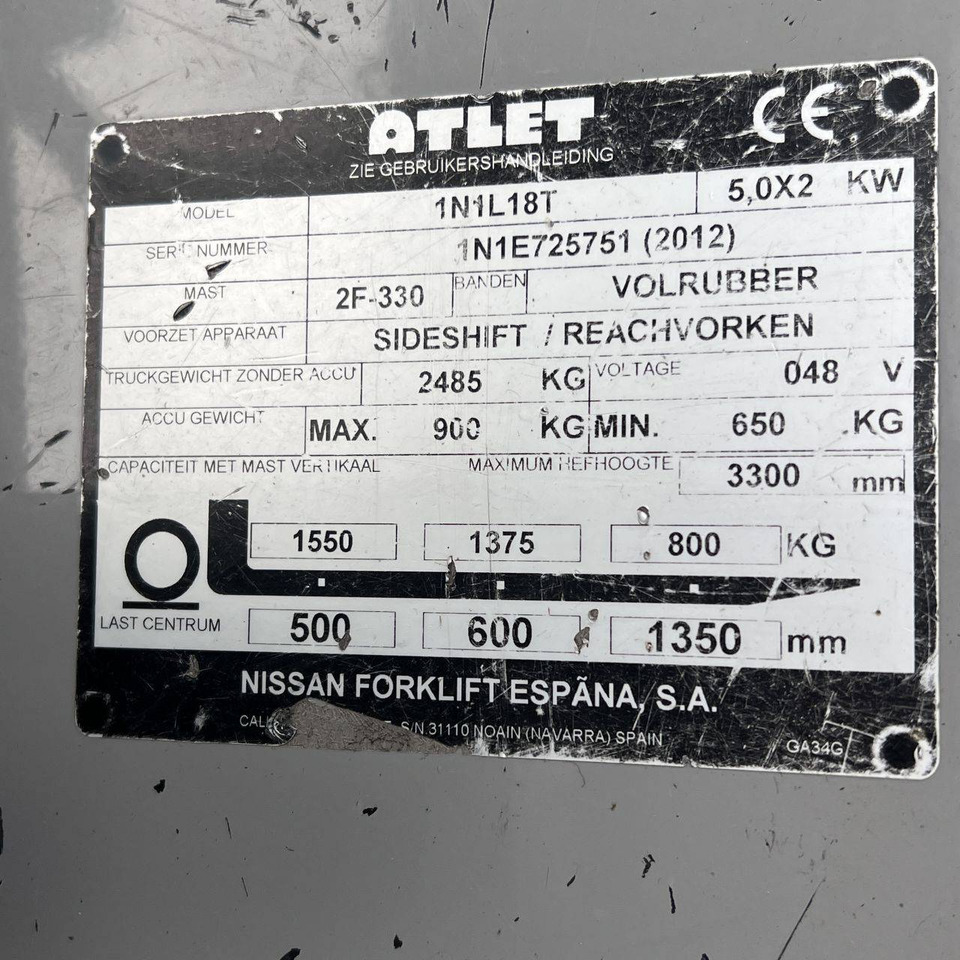 ATLET CE
ZIE GEBRUIKERSHANDLEIDING
MODEL 1N1L18T 5,0X2 KW
NUMMER 1N1E725751 (2012)
MAST 2F-330 BANDEN VOLRUBBER
VOORZET APPARAAT SIDESHIFT / REACHVORKEN
TRUCKGEWICHT ZONDER ACCU 2485 KG VOLTAGE 048 V
ACCU GEWICHT MAX. 900 KG MIN. 650 KG
CAPACITEIT MET MAST VERTIKAAL MAXIMUM HEFHOOGTE 3300 mm
1550 1375 800 KG
LAST CENTRUM 500 600 1350 mm
NISSAN FORKLIFT ESPÃNA, S.A.
S/N 31110 NOAIN (NAVARRA) SPAIN GA34G